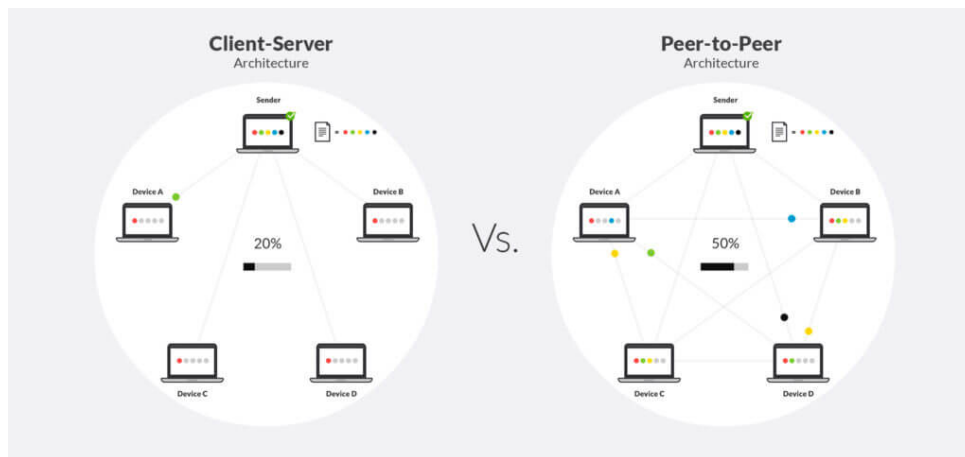 Client-Server
Architecture
Sender
Device A
Device B
20%
Device C
Device D
Vs.
Peer-to-Peer
Architecture
Sender
Device A
Device B
50%
Device C
Device D